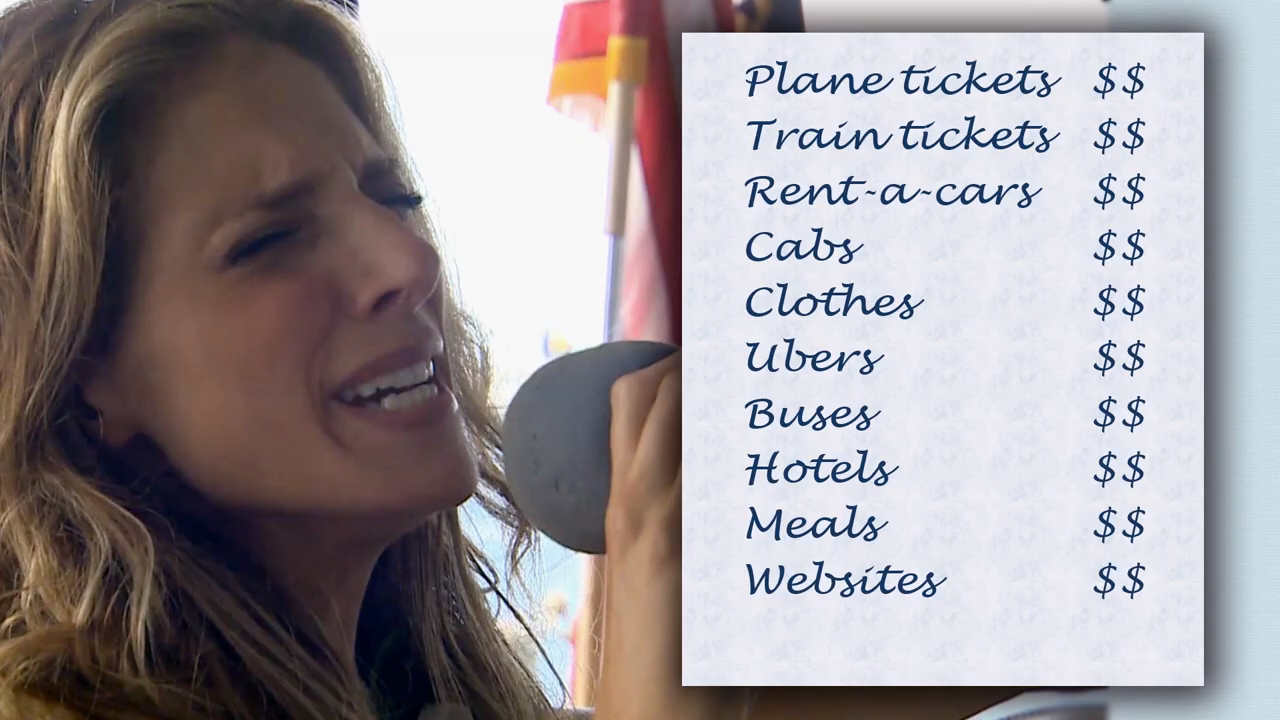 Plane tickets $$
Train tickets $$
Rent-a-cars $$
Cabs $$
Clothes $$
Ubers $$
Buses $$
Hotels $$
Meals $$
Websites $$